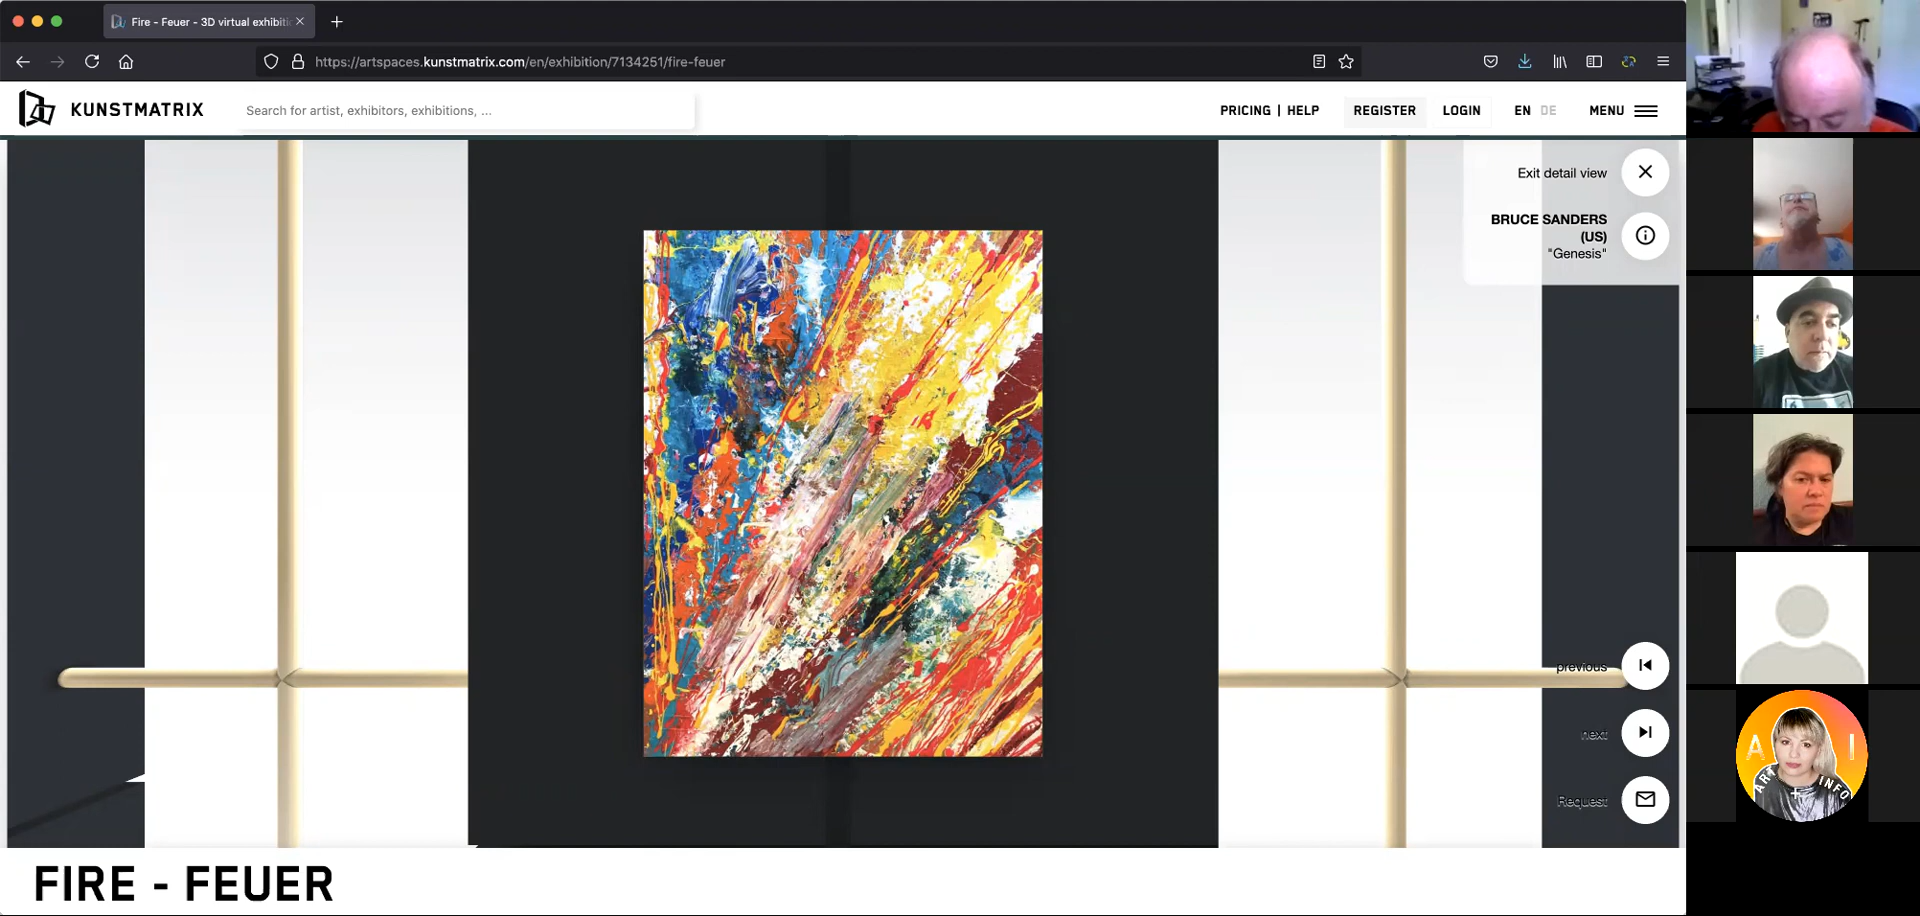 Fire - Feuer - 3D virtual exhibiti
https://artspaces.kunstmatrix.com/en/exhibition/7134251/fire-feuer
KUNSTMATRIX
Search for artist, exhibitors, exhibitions, ...
PRICING | HELP
REGISTER
LOGIN
EN DE
MENU
Exit detail view
BRUCE SANDERS
(US)
"Genesis"
previous
next
Request
FIRE - FEUER
A I
ART + INFO